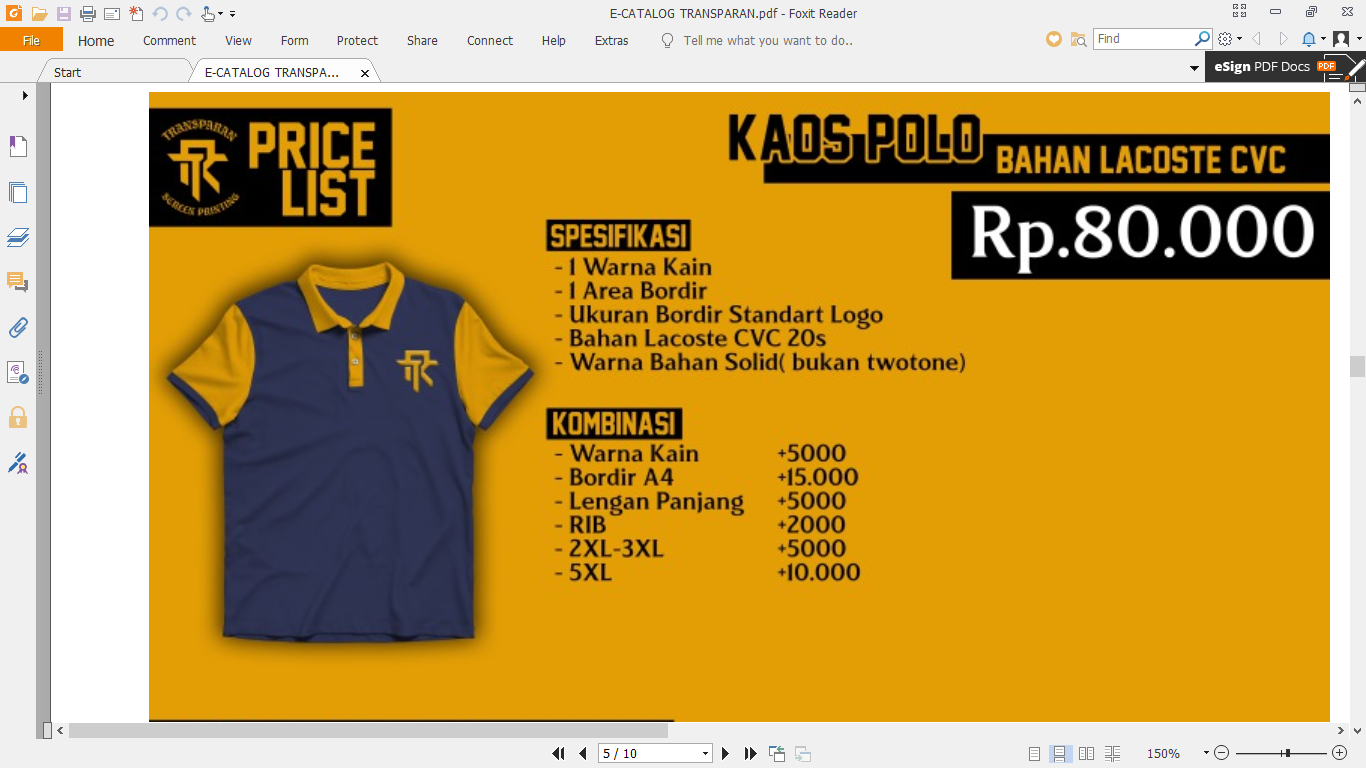 E-CATALOG TRANSPARAN.pdf - Foxit Reader
File Home Comment View Form Protect Share Connect Help Extras Tell me what you want to do.. Find
Start E-CATALOG TRANSPA... eSign PDF Docs PDF
TRANSPARAN
SCREEN PRINTING
PRICE
LIST
KAOS POLO
BAHAN LACOSTE CVC
Rp.80.000
SPESIFIKASI
- 1 Warna Kain
- 1 Area Bordir
- Ukuran Bordir Standart Logo
- Bahan Lacoste CVC 20s
- Warna Bahan Solid( bukan twotone)
KOMBINASI
- Warna Kain +5000
- Bordir A4 +15.000
- Lengan Panjang +5000
- RIB +2000
- 2XL-3XL +5000
- 5XL +10.000
5 / 10 150%